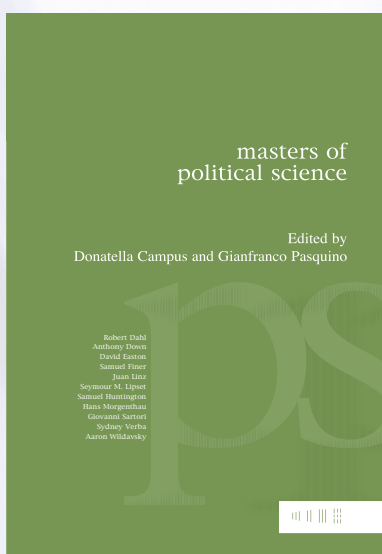 masters of
political science
Edited by
Donatella Campus and Gianfranco Pasquino
ps
Robert Dahl
Anthony Down
David Easton
Samuel Finer
Juan Linz
Seymour M. Lipset
Samuel Huntington
Hans Morgenthau
Giovanni Sartori
Sydney Verba
Aaron Wildavsky